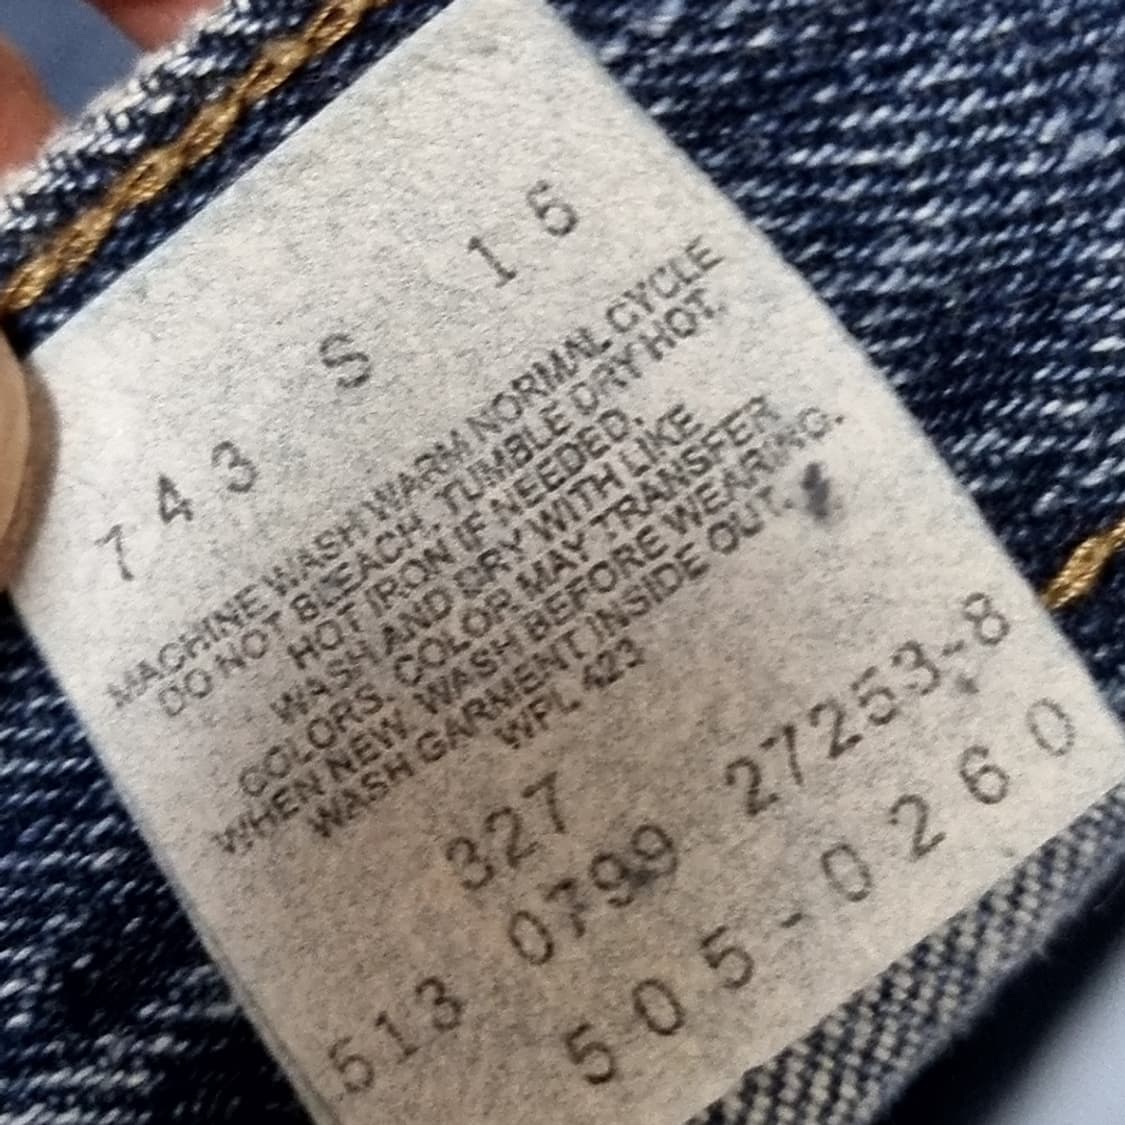 743 S 15
MACHINE WASH WARM NORMAL CYCLE
DO NOT BLEACH. TUMBLE DRY HOT.
HOT IRON IF NEEDED.
WASH AND DRY WITH LIKE
COLORS. COLOR MAY TRANSFER
WHEN NEW. WASH BEFORE WEARING.
WASH GARMENT INSIDE OUT.
WPL 423
327 27253-8
513 0799
505-0260